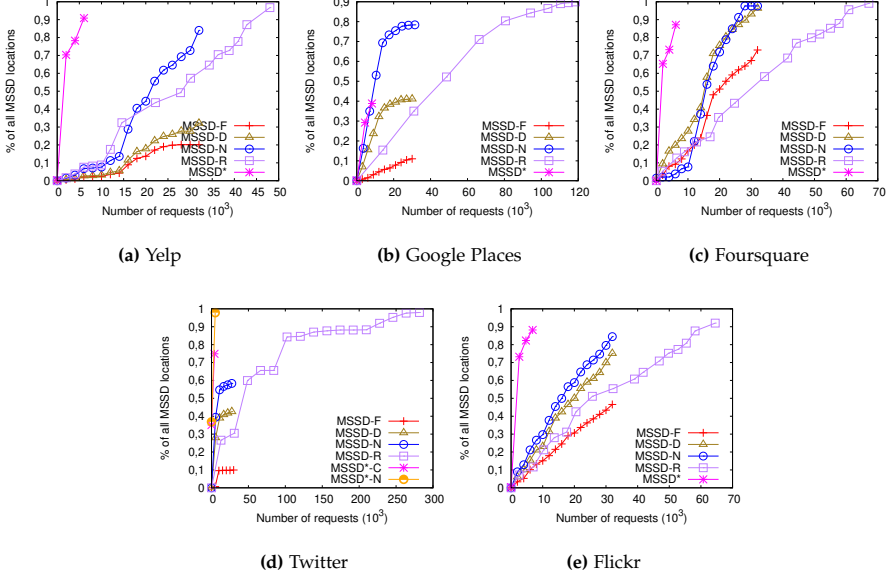 % of all MSSD locations
1
0,9
0,8
0,7
0,6
0,5
0,4
0,3
0,2
0,1
0
MSSD-F
MSSD-D
MSSD-N
MSSD-R
MSSD*
0 5 10 15 20 25 30 35 40 45 50
Number of requests (10^3)
(a) Yelp
% of all MSSD locations
0,9
0,8
0,7
0,6
0,5
0,4
0,3
0,2
0,1
0
MSSD-F
MSSD-D
MSSD-N
MSSD-R
MSSD*
0 20 40 60 80 100 120
Number of requests (10^3)
(b) Google Places
% of all MSSD locations
1
0,9
0,8
0,7
0,6
0,5
0,4
0,3
0,2
0,1
0
MSSD-F
MSSD-D
MSSD-N
MSSD-R
MSSD*
0 10 20 30 40 50 60 70
Number of requests (10^3)
(c) Foursquare
% of all MSSD locations
1
0,9
0,8
0,7
0,6
0,5
0,4
0,3
0,2
0,1
0
MSSD-F
MSSD-D
MSSD-N
MSSD-R
MSSD*-C
MSSD*-N
0 50 100 150 200 250 300
Number of requests (10^3)
(d) Twitter
% of all MSSD locations
1
0,9
0,8
0,7
0,6
0,5
0,4
0,3
0,2
0,1
0
MSSD-F
MSSD-D
MSSD-N
MSSD-R
MSSD*
0 10 20 30 40 50 60 70
Number of requests (10^3)
(e) Flickr